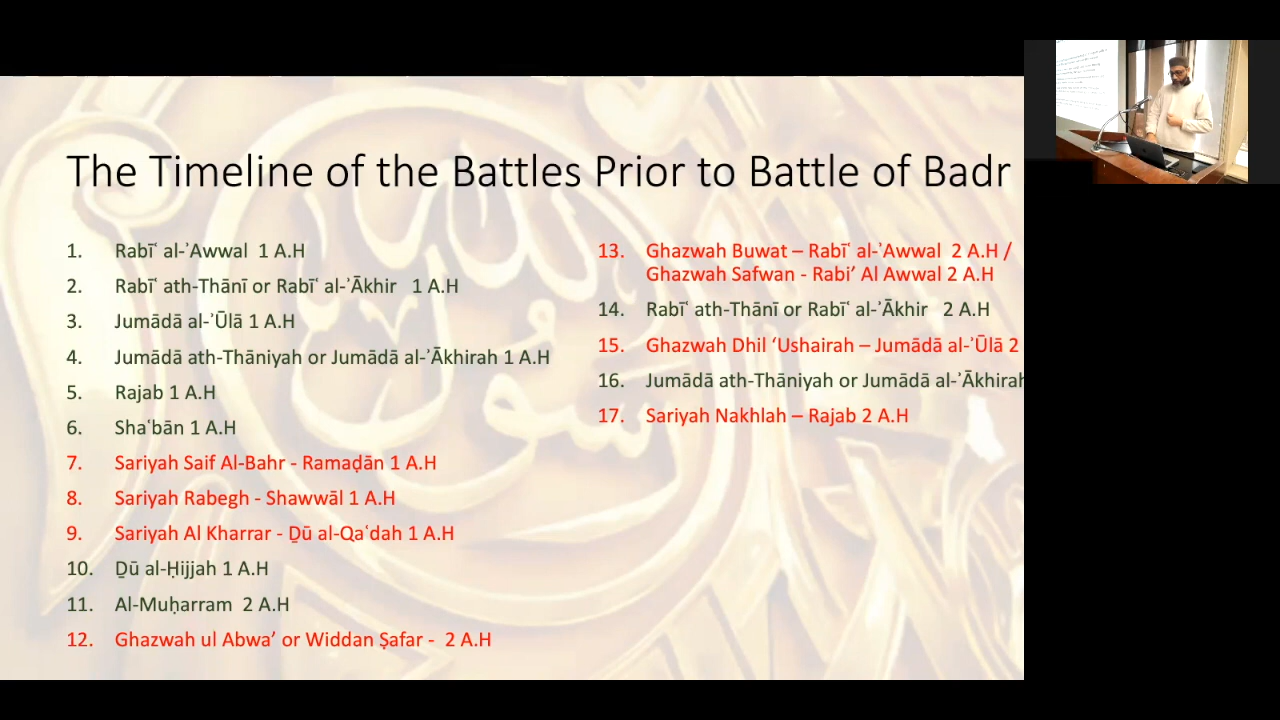 The Timeline of the Battles Prior to Battle of Badr
1. Rabīʿ al-ʾAwwal 1 A.H
2. Rabīʿ ath-Thānī or Rabīʿ al-ʾĀkhir 1 A.H
3. Jumādā al-ʾŪlā 1 A.H
4. Jumādā ath-Thāniyah or Jumādā al-ʾĀkhirah 1 A.H
5. Rajab 1 A.H
6. Shaʿbān 1 A.H
7. Sariyah Saif Al-Bahr - Ramaḍān 1 A.H
8. Sariyah Rabegh - Shawwāl 1 A.H
9. Sariyah Al Kharrar - Ḏū al-Qaʿdah 1 A.H
10. Ḏū al-Ḥijjah 1 A.H
11. Al-Muḥarram 2 A.H
12. Ghazwah ul Abwa’ or Widdan Ṣafar - 2 A.H
13. Ghazwah Buwat – Rabīʿ al-ʾAwwal 2 A.H /
Ghazwah Safwan - Rabi’ Al Awwal 2 A.H
14. Rabīʿ ath-Thānī or Rabīʿ al-ʾĀkhir 2 A.H
15. Ghazwah Dhil ‘Ushairah – Jumādā al-ʾŪlā 2
16. Jumādā ath-Thāniyah or Jumādā al-ʾĀkhirah
17. Sariyah Nakhlah – Rajab 2 A.H